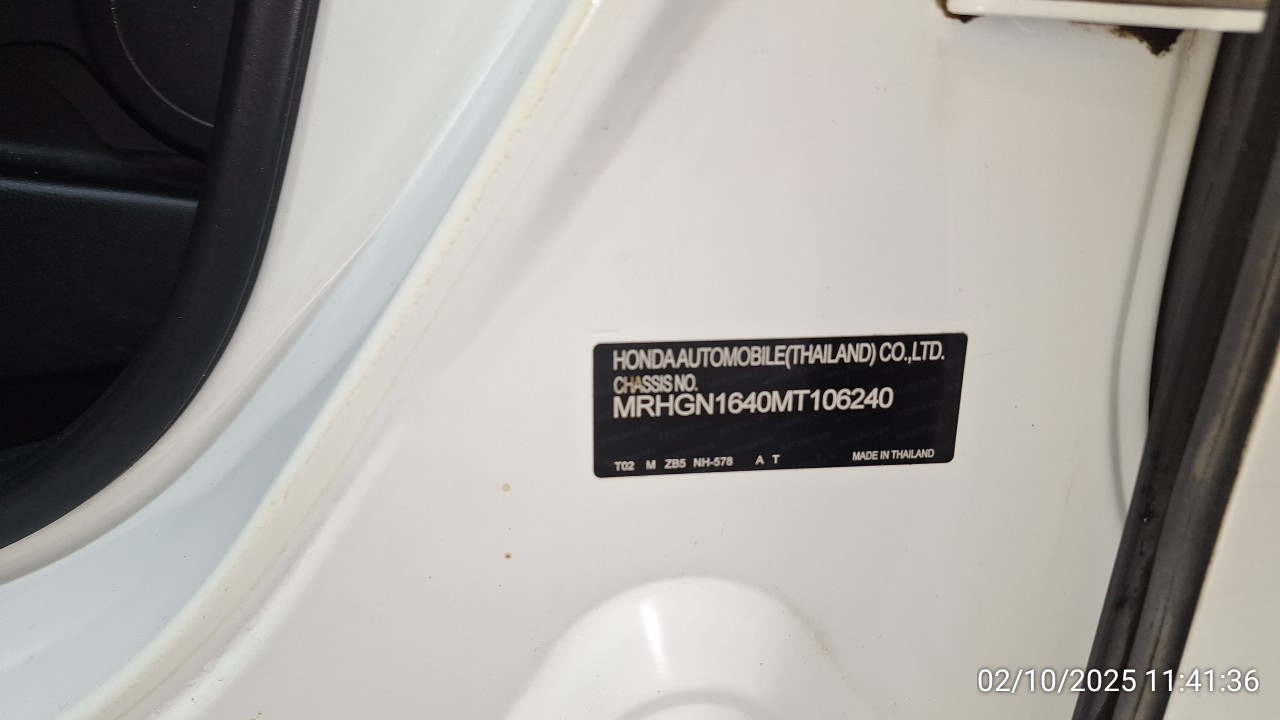 HONDA AUTOMOBILE(THAILAND) CO.,LTD.
CHASSIS NO.
MRHGN1640MT106240
T02 M ZB5 NH-578 A T MADE IN THAILAND
02/10/2025 11:41:36